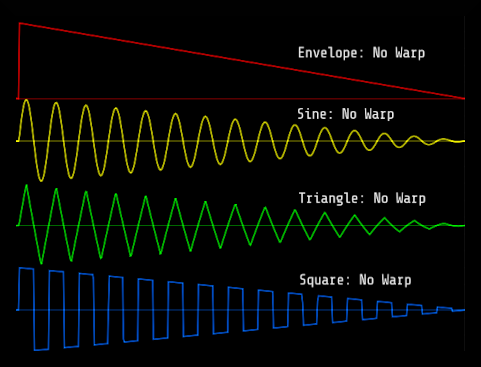 Envelope: No Warp
Sine: No Warp
Triangle: No Warp
Square: No Warp